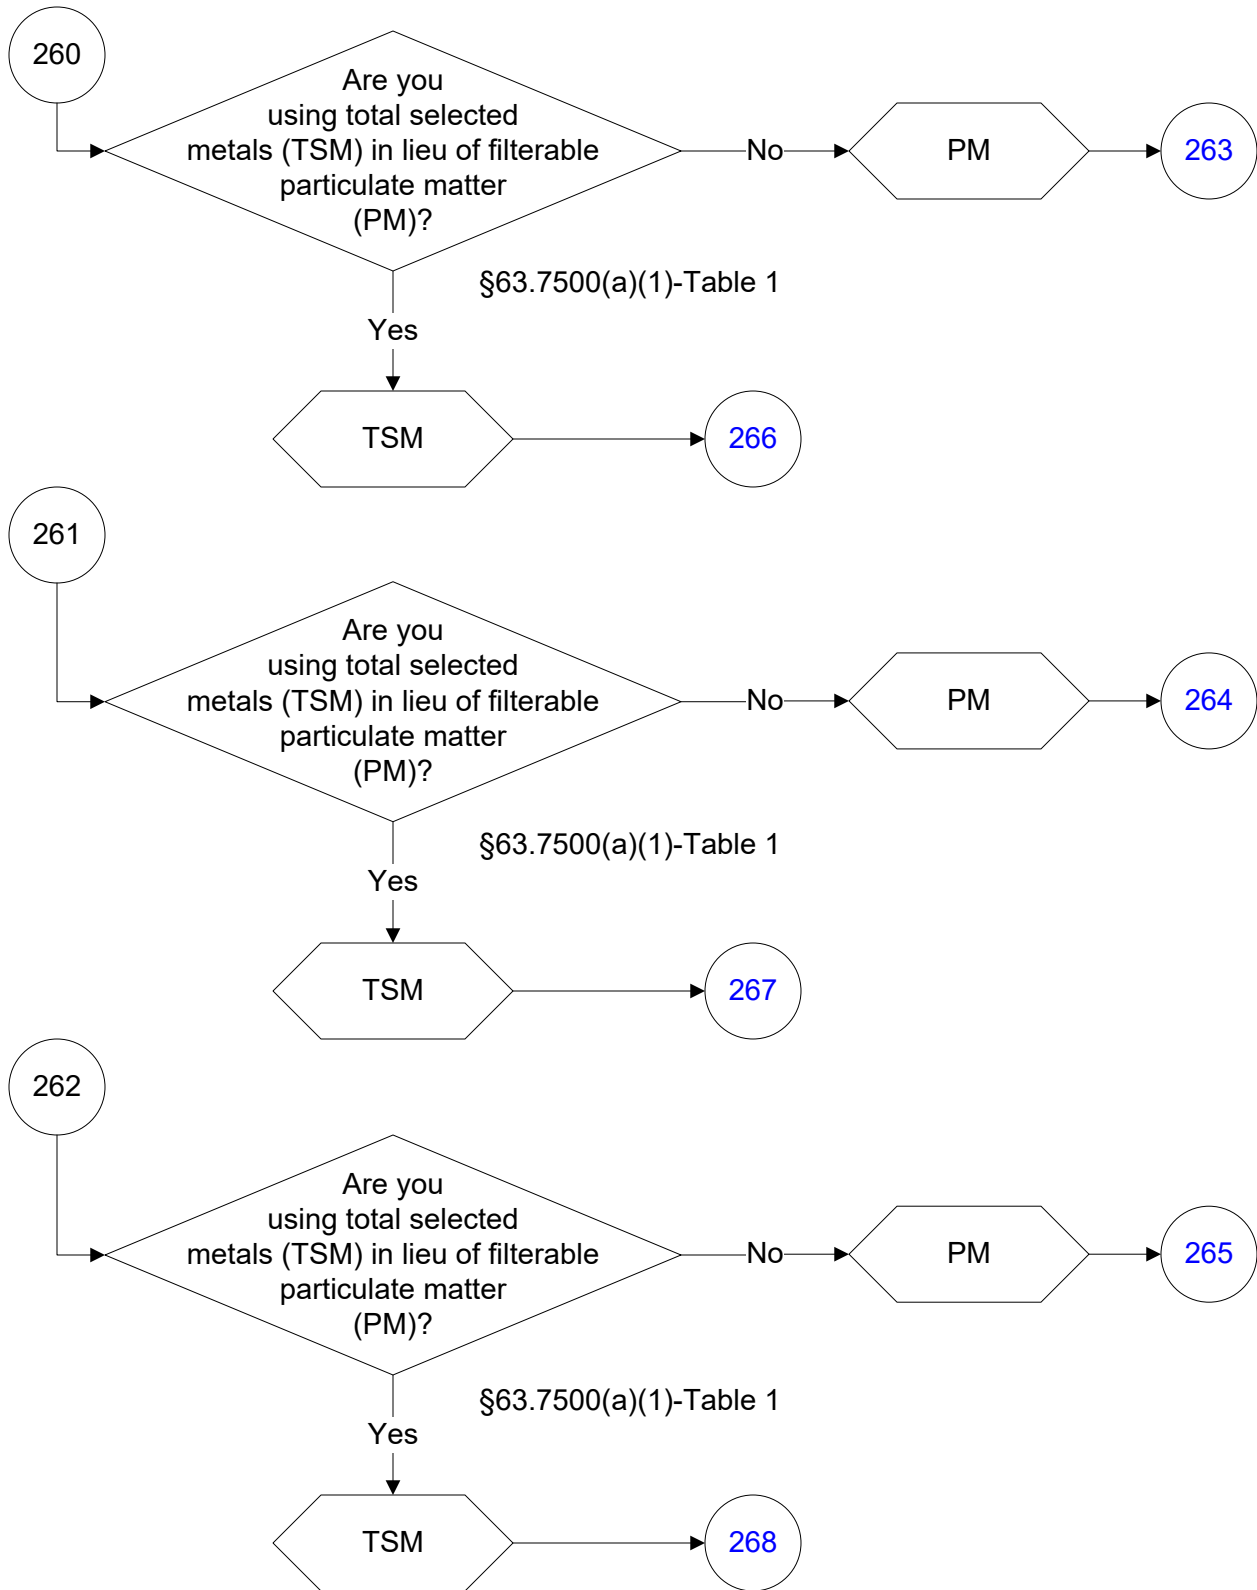 260
Are you
using total selected
metals (TSM) in lieu of filterable
particulate matter
(PM)?
No
PM
263
§63.7500(a)(1)-Table 1
Yes
TSM
266
261
Are you
using total selected
metals (TSM) in lieu of filterable
particulate matter
(PM)?
No
PM
264
§63.7500(a)(1)-Table 1
Yes
TSM
267
262
Are you
using total selected
metals (TSM) in lieu of filterable
particulate matter
(PM)?
No
PM
265
§63.7500(a)(1)-Table 1
Yes
TSM
268